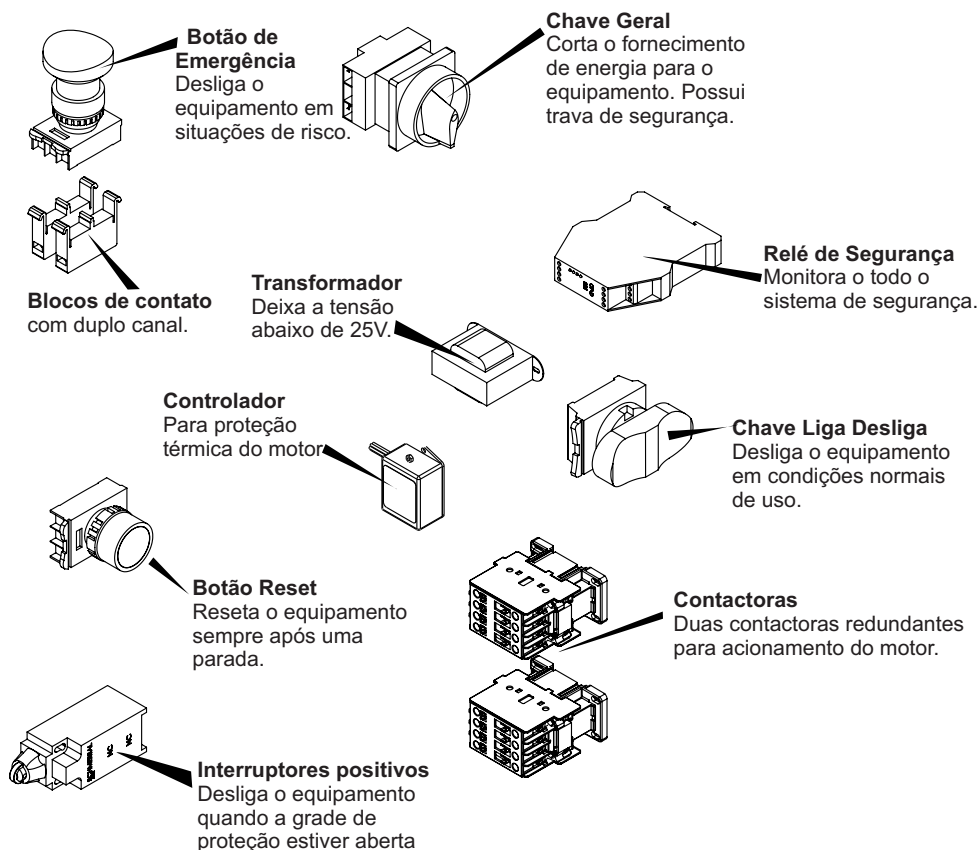 Botão de
Emergência
Desliga o
equipamento em
situações de risco.
Chave Geral
Corta o fornecimento
de energia para o
equipamento. Possui
trava de segurança.
Blocos de contato
com duplo canal.
Transformador
Deixa a tensão
abaixo de 25V.
Relé de Segurança
Monitora o todo o
sistema de segurança.
Controlador
Para proteção
térmica do motor
Chave Liga Desliga
Desliga o equipamento
em condições normais
de uso.
Botão Reset
Reseta o equipamento
sempre após uma
parada.
Contactoras
Duas contactoras redundantes
para acionamento do motor.
NC
NC
Interruptores positivos
Desliga o equipamento
quando a grade de
proteção estiver aberta